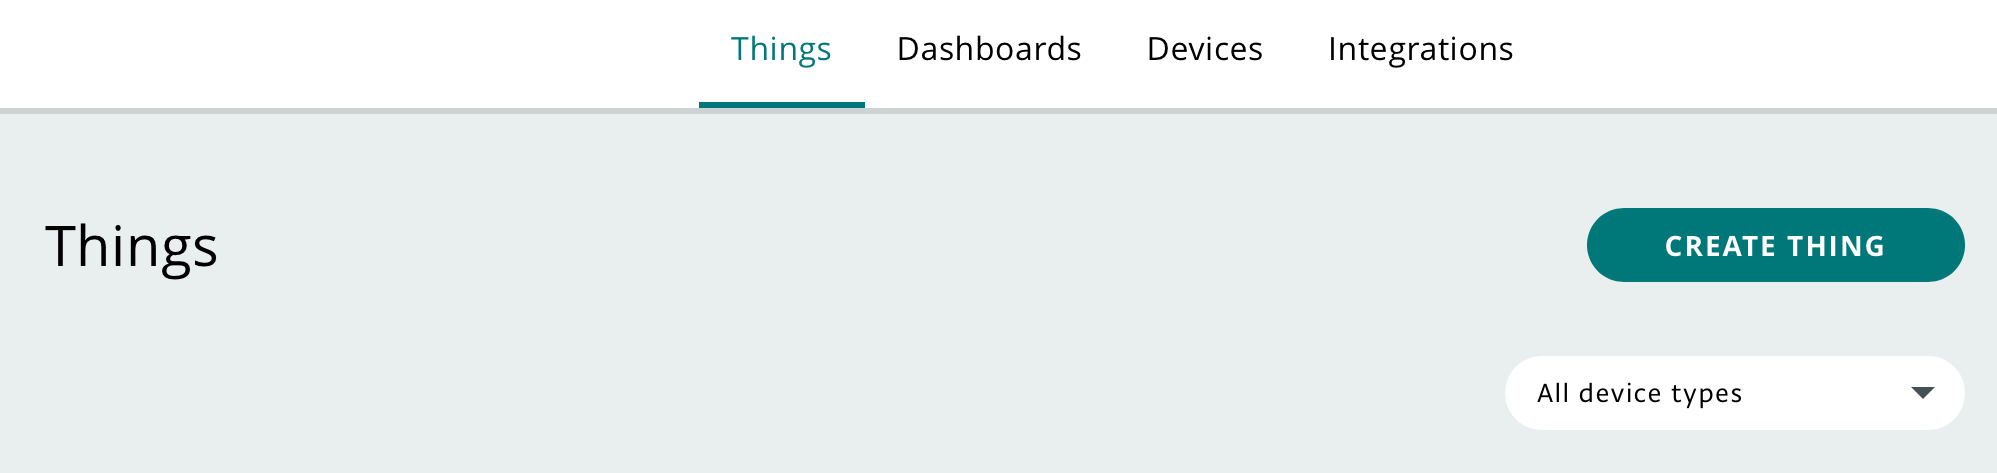 Things Dashboards Devices Integrations
Things
CREATE THING
All device types